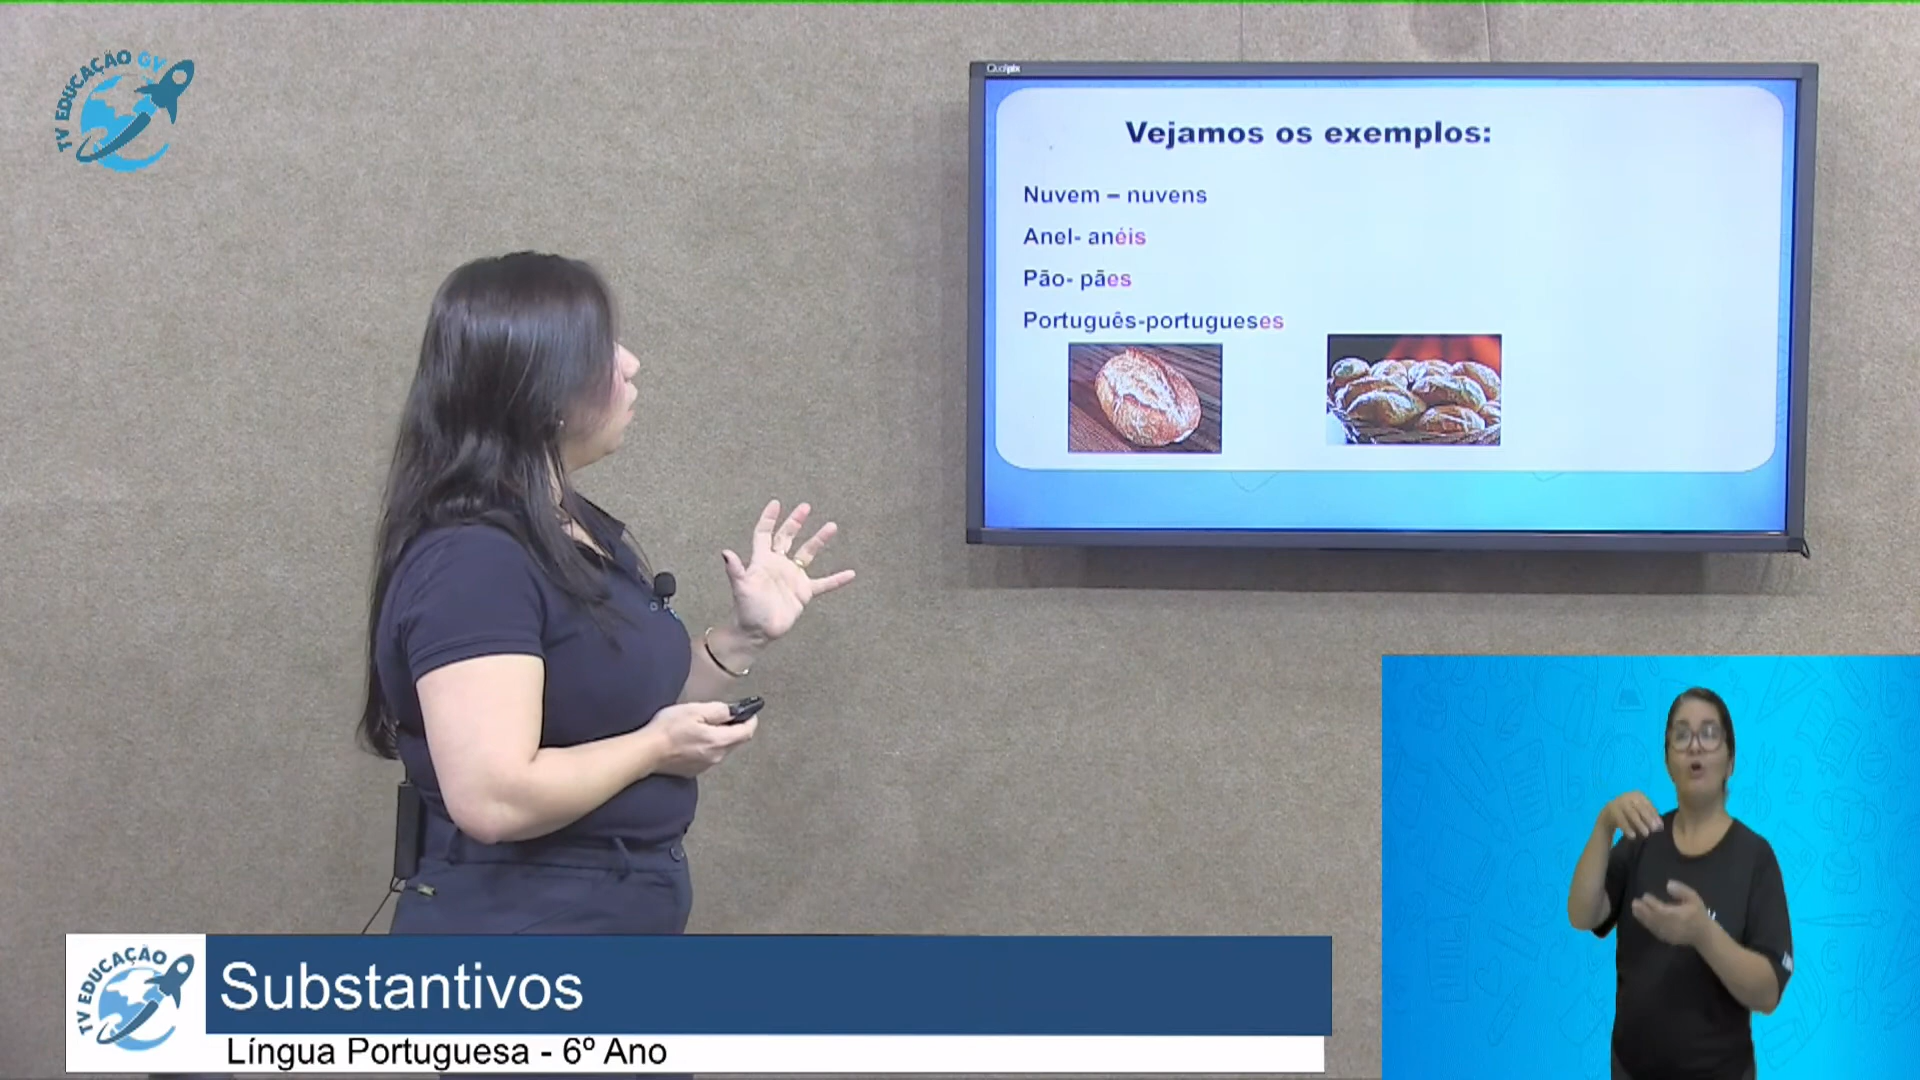 TV EDUCAÇÃO GV
Qualipix
Vejamos os exemplos:
Nuvem – nuvens
Anel- anéis
Pão- pães
Português-portugueses
TV EDUCAÇÃO
Substantivos
Língua Portuguesa - 6º Ano